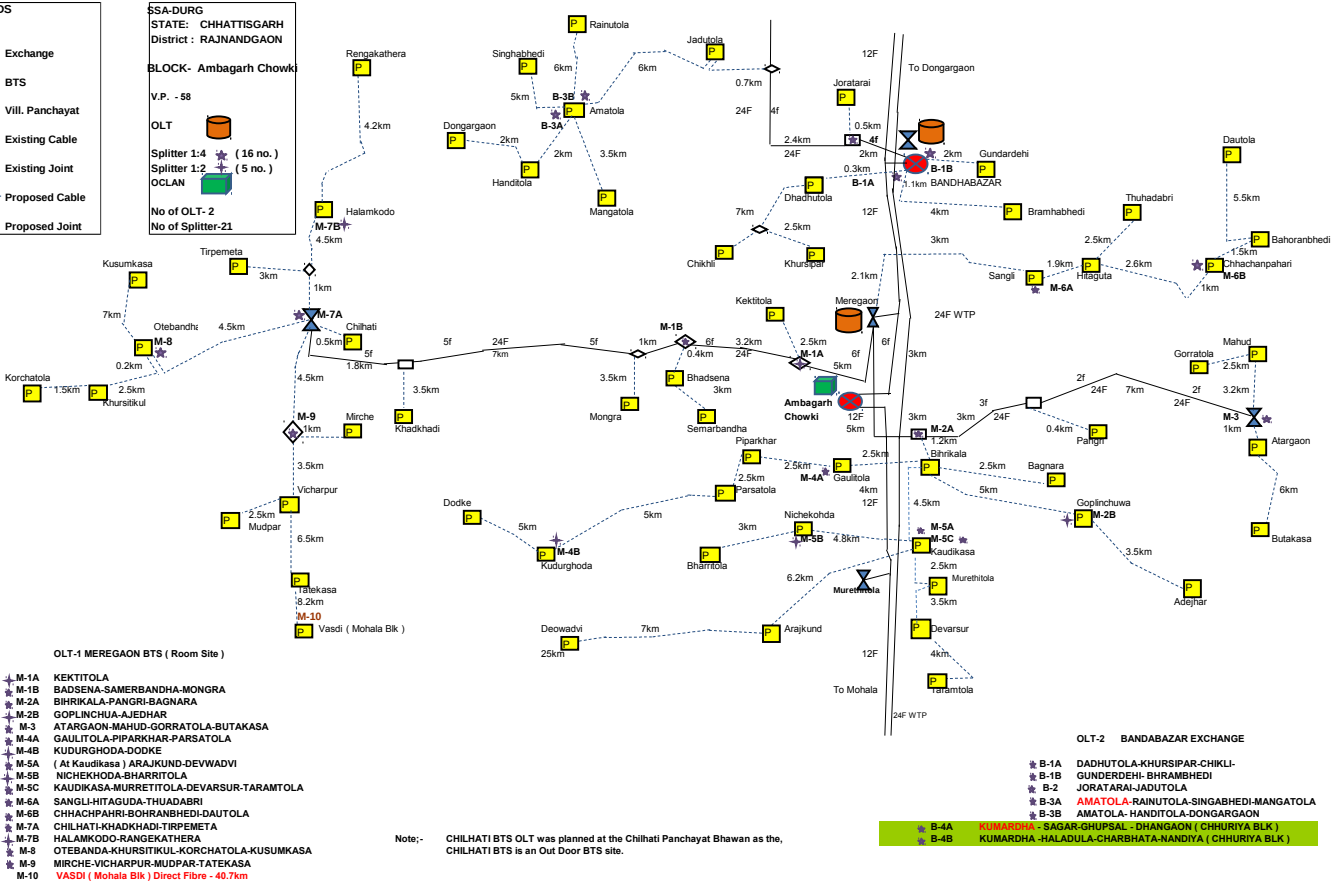 DS
Exchange
BTS
Vill. Panchayat
Existing Cable
Existing Joint
Proposed Cable
Proposed Joint
SSA-DURG
STATE: CHHATTISGARH
District : RAJNANDGAON
BLOCK- Ambagarh Chowki
V.P. - 58
OLT
Splitter 1:4 ( 16 no. )
Splitter 1:2 ( 5 no. )
OCLAN
No of OLT- 2
No of Splitter-21
Rengakathera
4.2km
Halamkodo
M-7B
4.5km
Tirpemeta
3km
1km
Kusumkasa
7km
Otebandha
M-8
4.5km
0.2km
Korchatola
1.5km
2.5km
Khursitikul
M-7A
Chilhati
0.5km
5f
1.8km
4.5km
3.5km
Khadkhadi
M-9
1km
Mirche
3.5km
Vicharpur
2.5km
Mudpar
6.5km
Tatekasa
8.2km
M-10
Vasdi ( Mohala Blk )
Rainutola
Singhabhedi
6km
5km
B-3B
Amatola
B-3A
6km
Jadutola
0.7km
24F
4f
Dongargaon
2km
2km
Handitola
3.5km
Mangatola
12F
To Dongargaon
Joratarai
0.5km
4f
2.4km
24F
2km
2km
Gundardehi
B-1B
BANDHABAZAR
0.3km
B-1A
1.1km
Dhadhutola
12F
4km
Bramhabhedi
7km
2.5km
Chikhli
Khursipar
Dautola
5.5km
Thuhadabri
2.5km
Bahoranbhedi
1.5km
3km
Sangli
1.9km
M-6A
Hitaguta
2.6km
Chhachanpahari
M-6B
1km
2.1km
Meregaon
24F WTP
Kektitola
2.5km
M-1A
5km
6f
6f
3km
5f
24F
7km
5f
1km
M-1B
6f
3.2km
24F
0.4km
Bhadsena
3km
Semarbandha
3.5km
Mongra
Ambagarh
Chowki
12F
5km
3km
3km
24F
3f
M-2A
1.2km
Bihrikala
2f
24F
7km
2f
24F
0.4km
Pangri
Gorratola
Mahud
2.5km
3.2km
M-3
1km
Atargaon
6km
Butakasa
Piparkhar
2.5km
M-4A
Gaulitola
2.5km
2.5km
Parsatola
4km
12F
4.5km
2.5km
Bagnara
5km
Goplinchuwa
M-2B
3.5km
Adejhar
Dodke
5km
M-4B
Kudurghoda
5km
Nichekohda
3km
M-5B
4.8km
Bharritola
M-5A
M-5C
Kaudikasa
2.5km
Murethitola
6.2km
Murethitola
3.5km
Devarsur
Deowadvi
25km
7km
Arajkund
12F
4km
To Mohala
Taramtola
24F WTP
OLT-1 MEREGAON BTS ( Room Site )
M-1A KEKTITOLA
M-1B BADSENA-SAMERBANDHA-MONGRA
M-2A BIHRIKALA-PANGRI-BAGNARA
M-2B GOPLINCHUA-AJEDHAR
M-3 ATARGAON-MAHUD-GORRATOLA-BUTAKASA
M-4A GAULITOLA-PIPARKHAR-PARSATOLA
M-4B KUDURGHODA-DODKE
M-5A ( At Kaudikasa ) ARAJKUND-DEVWADVI
M-5B NICHEKHODA-BHARRITOLA
M-5C KAUDIKASA-MURRETITOLA-DEVARSUR-TARAMTOLA
M-6A SANGLI-HITAGUDA-THUADABRI
M-6B CHHACHPAHRI-BOHRANBHEDI-DAUTOLA
M-7A CHILHATI-KHADKHADI-TIRPEMETA
M-7B HALAMKODO-RANGEKATHERA
M-8 OTEBANDA-KHURSITIKUL-KORCHATOLA-KUSUMKASA
M-9 MIRCHE-VICHARPUR-MUDPAR-TATEKASA
M-10 VASDI ( Mohala Blk ) Direct Fibre - 40.7km
Note;- CHILHATI BTS OLT was planned at the Chilhati Panchayat Bhawan as the,
CHILHATI BTS is an Out Door BTS site.
OLT-2 BANDABAZAR EXCHANGE
B-1A DADHUTOLA-KHURSIPAR-CHIKLI-
B-1B GUNDERDEHI- BHRAMBHEDI
B-2 JORATARAI-JADUTOLA
B-3A AMATOLA-RAINUTOLA-SINGABHEDI-MANGATOLA
B-3B AMATOLA- HANDITOLA-DONGARGAON
B-4A KUMARDHA - SAGAR-GHUPSAL - DHANGAON ( CHHURIYA BLK )
B-4B KUMARDHA -HALADULA-CHARBHATA-NANDIYA ( CHHURIYA BLK )